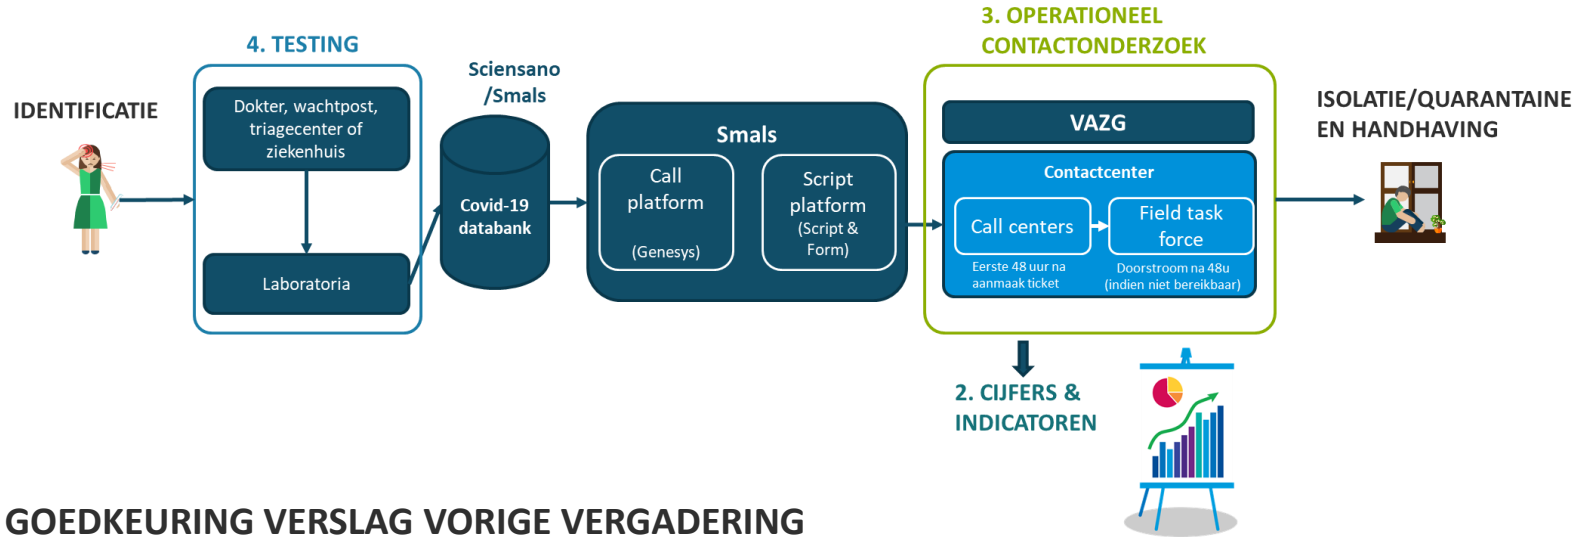 IDENTIFICATIE
4. TESTING
Dokter, wachtpost,
triagecenter of
ziekenhuis
Laboratoria
Sciensano
/Smals
Covid-19
databank
Smals
Call
platform
(Genesys)
Script
platform
(Script &
Form)
3. OPERATIONEEL
CONTACTONDERZOEK
VAZG
Contactcenter
Call centers
Eerste 48 uur na
aanmaak ticket
Field task
force
Doorstroom na 48u
(indien niet bereikbaar)
ISOLATIE/QUARANTAINE
EN HANDHAVING
2. CIJFERS &
INDICATOREN
GOEDKEURING VERSLAG VORIGE VERGADERING